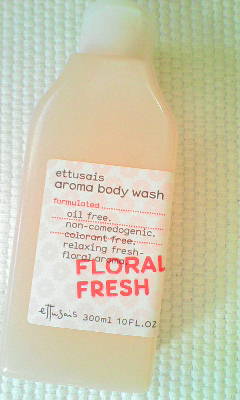 ettusais
aroma body wash
formulated
oil free.
non-comedogenic.
colorant free.
relaxing fresh-
floral aroma
FLORAL
FRESH
ettusais 300ml 10FL.OZ